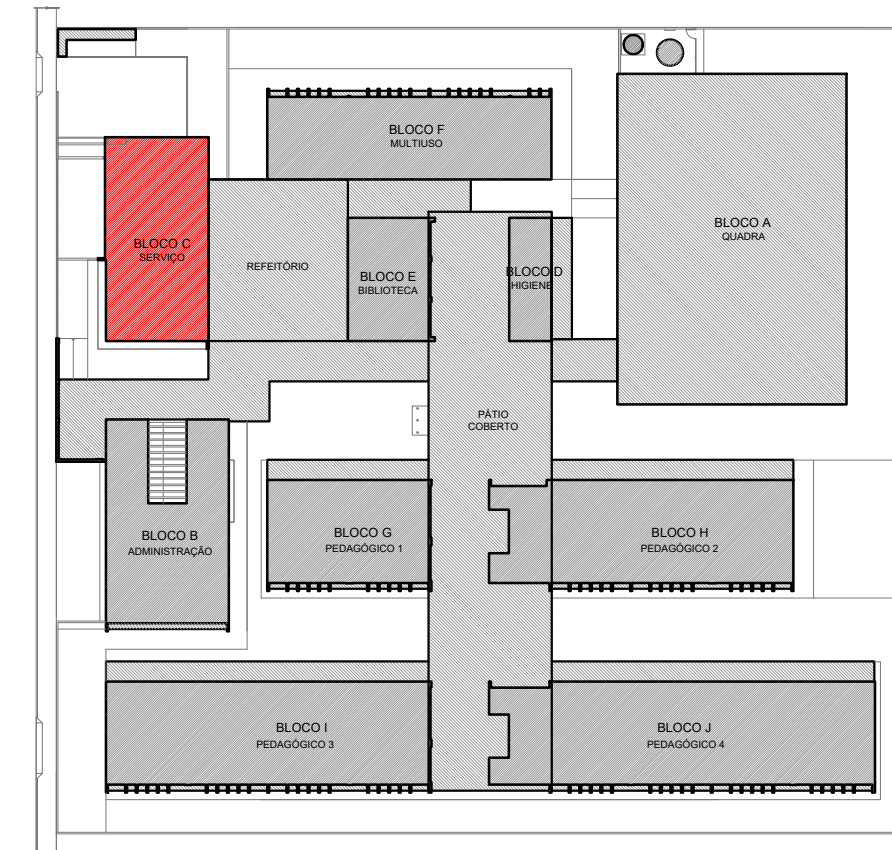 BLOCO F
MULTIUSO
BLOCO A
QUADRA
BLOCO C
SERVIÇO
REFEITÓRIO
BLOCO E
BIBLIOTECA
BLOCO D
HIGIENE
PÁTIO
COBERTO
BLOCO B
ADMINISTRAÇÃO
BLOCO G
PEDAGÓGICO 1
BLOCO H
PEDAGÓGICO 2
BLOCO I
PEDAGÓGICO 3
BLOCO J
PEDAGÓGICO 4